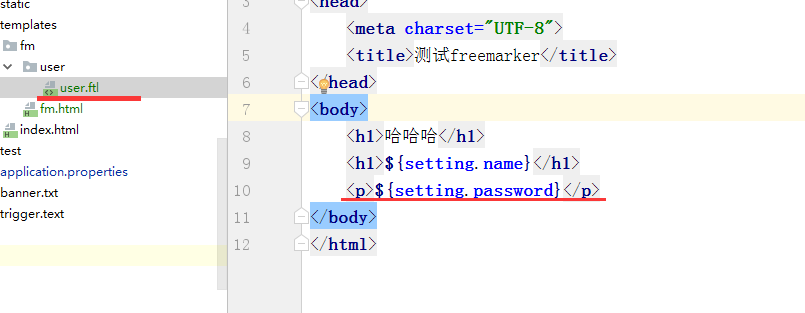 static
templates
fm
user
user.ftl
fm.html
index.html
test
application.properties
banner.txt
trigger.text
3 <head>
4 <meta charset="UTF-8">
5 <title>测试freemarker</title>
6 </head>
7 <body>
8 <h1>哈哈哈</h1>
9 <h1>${setting.name}</h1>
10 <p>${setting.password}</p>
11 </body>
12 </html>